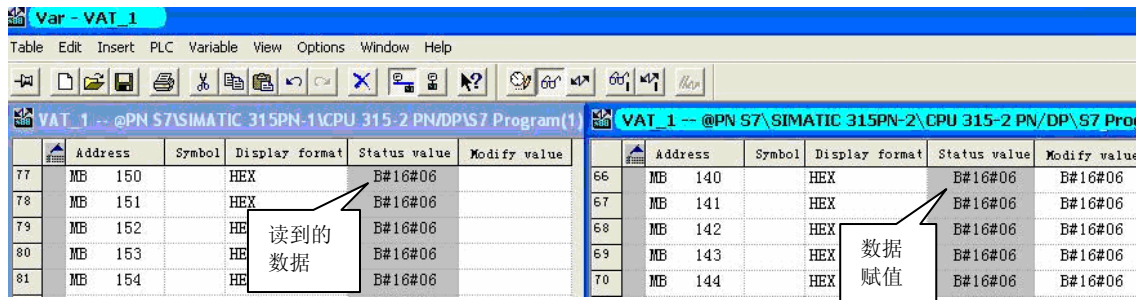 Var - VAT_1
Table Edit Insert PLC Variable View Options Window Help
VAT_1 -- @PN S7\SIMATIC 315PN-1\CPU 315-2 PN/DP\S7 Program(1)
Address Symbol Display format Status value Modify value
77 MB 150 HEX B#16#06
78 MB 151 HEX B#16#06
79 MB 152 HE B#16#06
80 MB 153 HE B#16#06
81 MB 154 HE B#16#06
读到的
数据
VAT_1 -- @PN S7\SIMATIC 315PN-2\CPU 315-2 PN/DP\S7 Pro
Address Symbol Display format Status value Modify value
66 MB 140 HEX B#16#06 B#16#06
67 MB 141 HEX B#16#06 B#16#06
68 MB 142 HEX B#16#06 B#16#06
69 MB 143 HEX B#16#06 B#16#06
70 MB 144 HEX B#16#06 B#16#06
数据
赋值